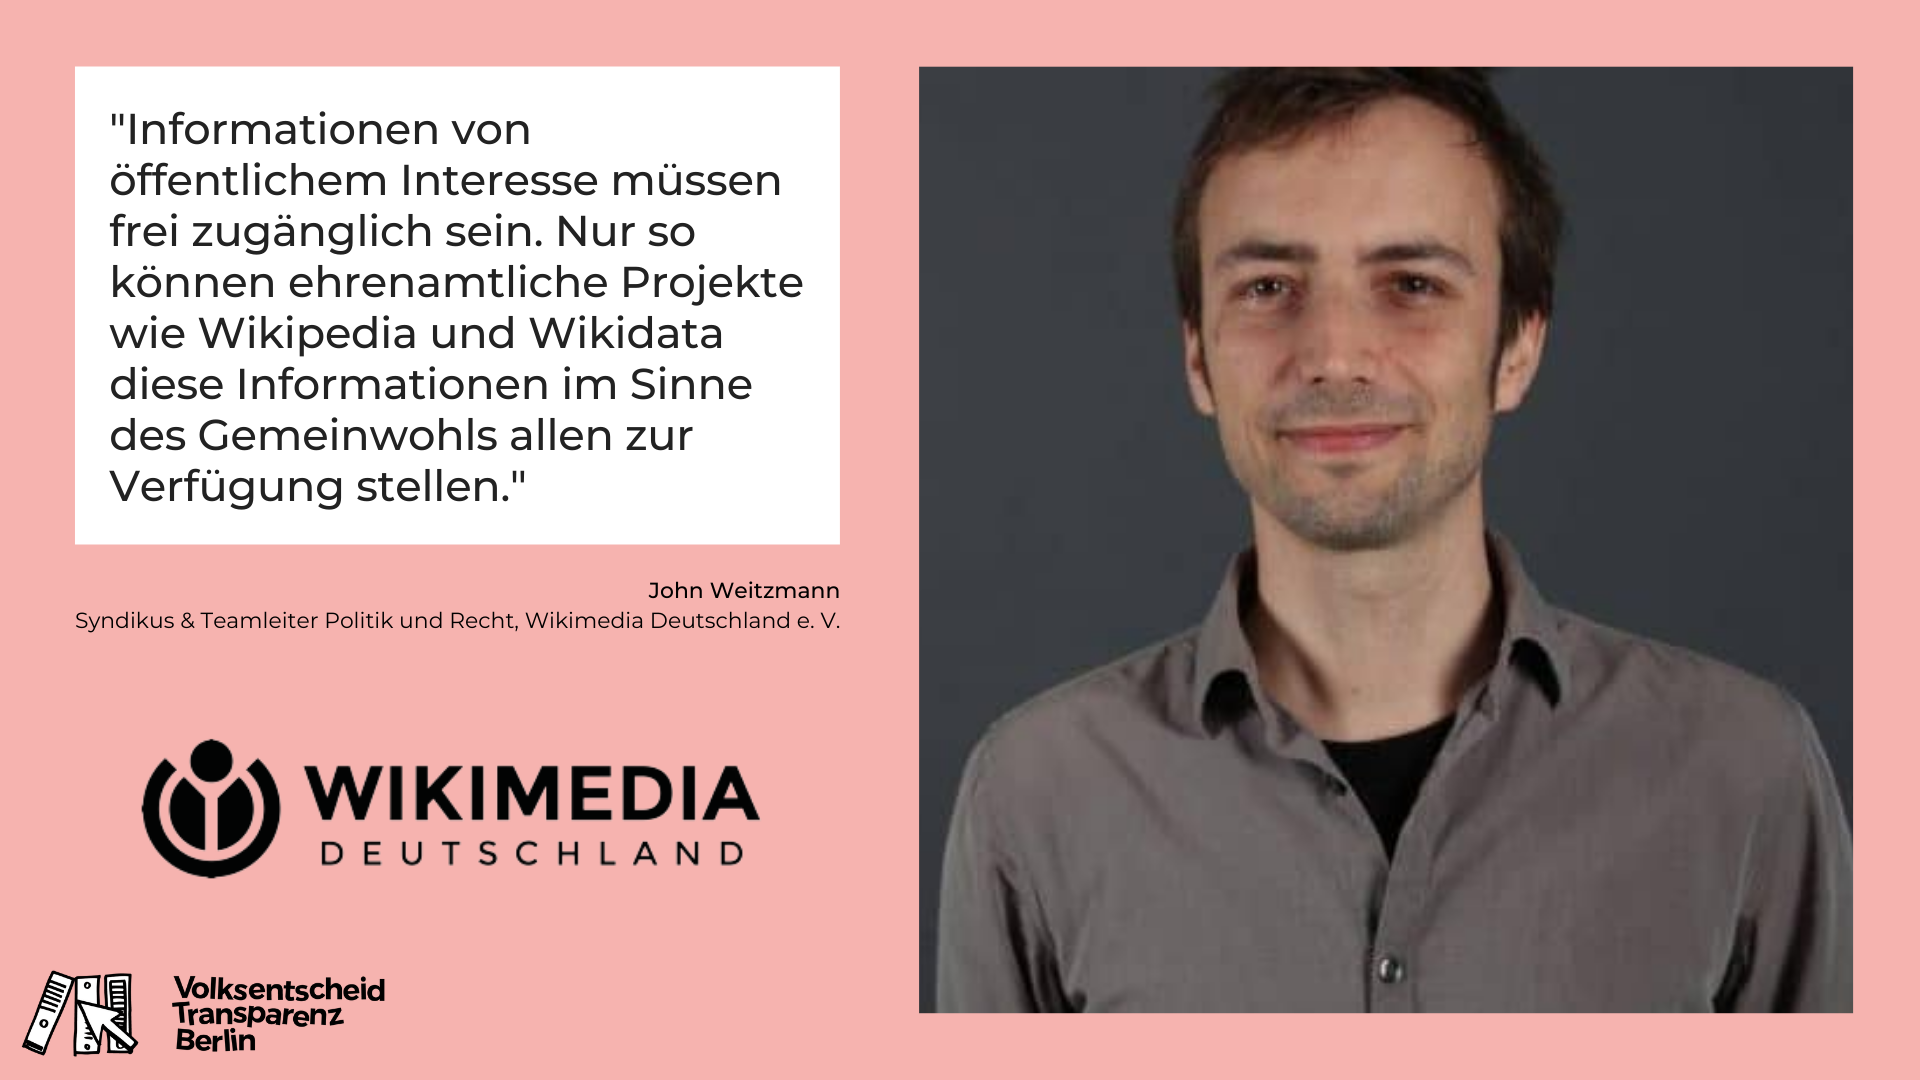 "Informationen von
öffentlichem Interesse müssen
frei zugänglich sein. Nur so
können ehrenamtliche Projekte
wie Wikipedia und Wikidata
diese Informationen im Sinne
des Gemeinwohls allen zur
Verfügung stellen."
John Weitzmann
Syndikus & Teamleiter Politik und Recht, Wikimedia Deutschland e. V.
WIKIMEDIA
DEUTSCHLAND
Volksentscheid
Transparenz
Berlin